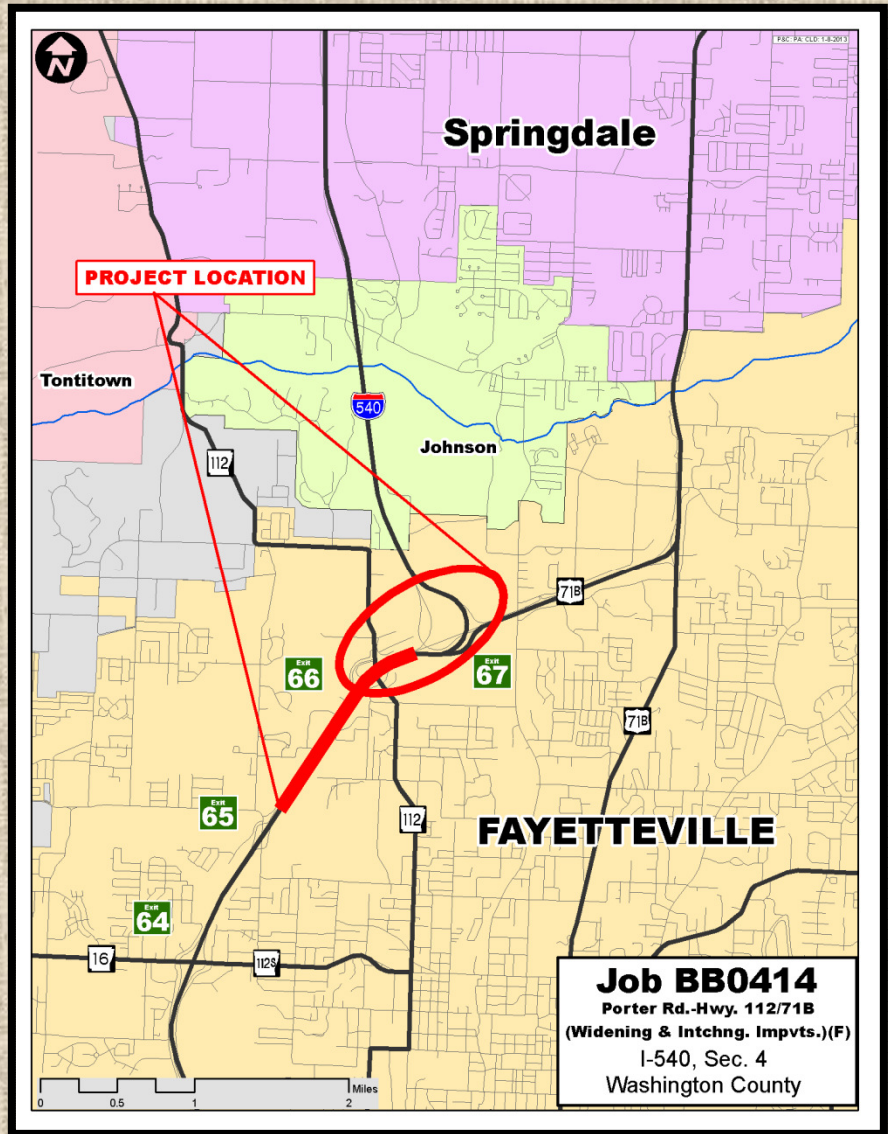 N
P&C: PA: CLD: 1-8-2013
Springdale
PROJECT LOCATION
Tontitown
540
Johnson
112
71B
Exit
66
Exit
67
71B
Exit
65
112
FAYETTEVILLE
Exit
64
16
112S
Job BB0414
Porter Rd.-Hwy. 112/71B
(Widening & Intchng. Impvts.)(F)
I-540, Sec. 4
Washington County
Miles
0 0.5 1 2